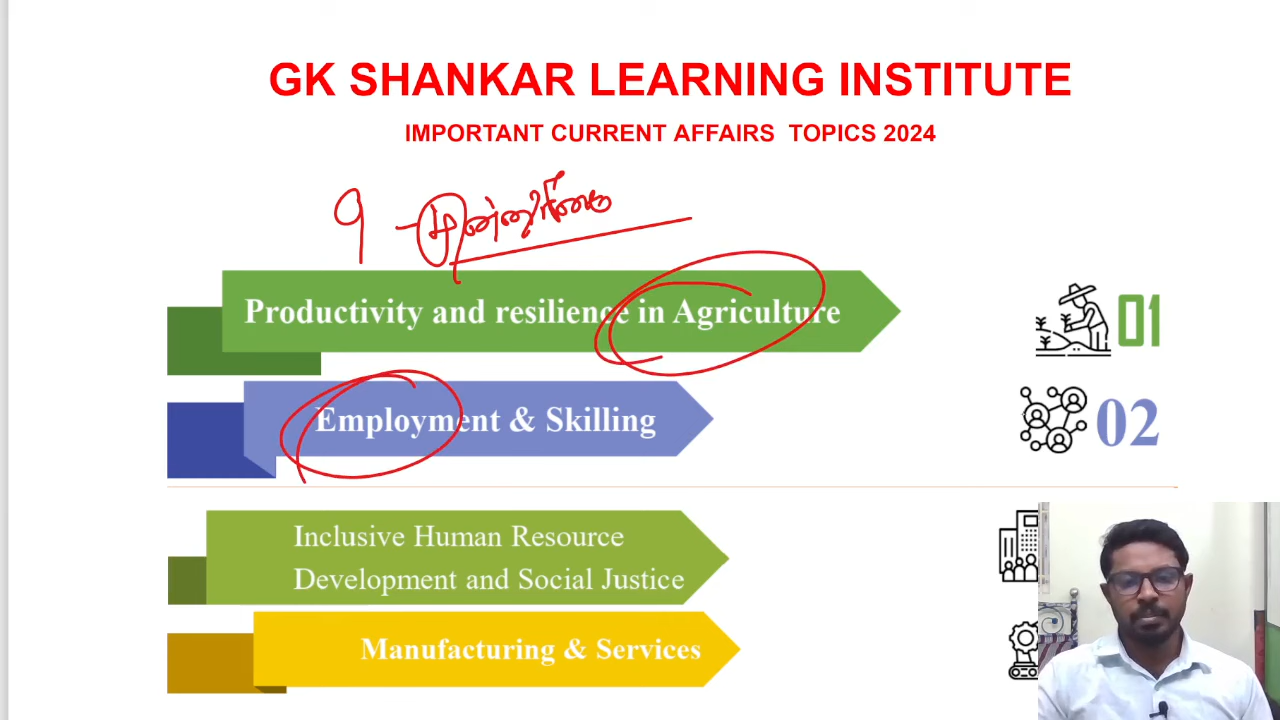 GK SHANKAR LEARNING INSTITUTE
IMPORTANT CURRENT AFFAIRS TOPICS 2024
9 -
Productivity and resilience in Agriculture
01
Employment & Skilling
02
Inclusive Human Resource
Development and Social Justice
Manufacturing & Services